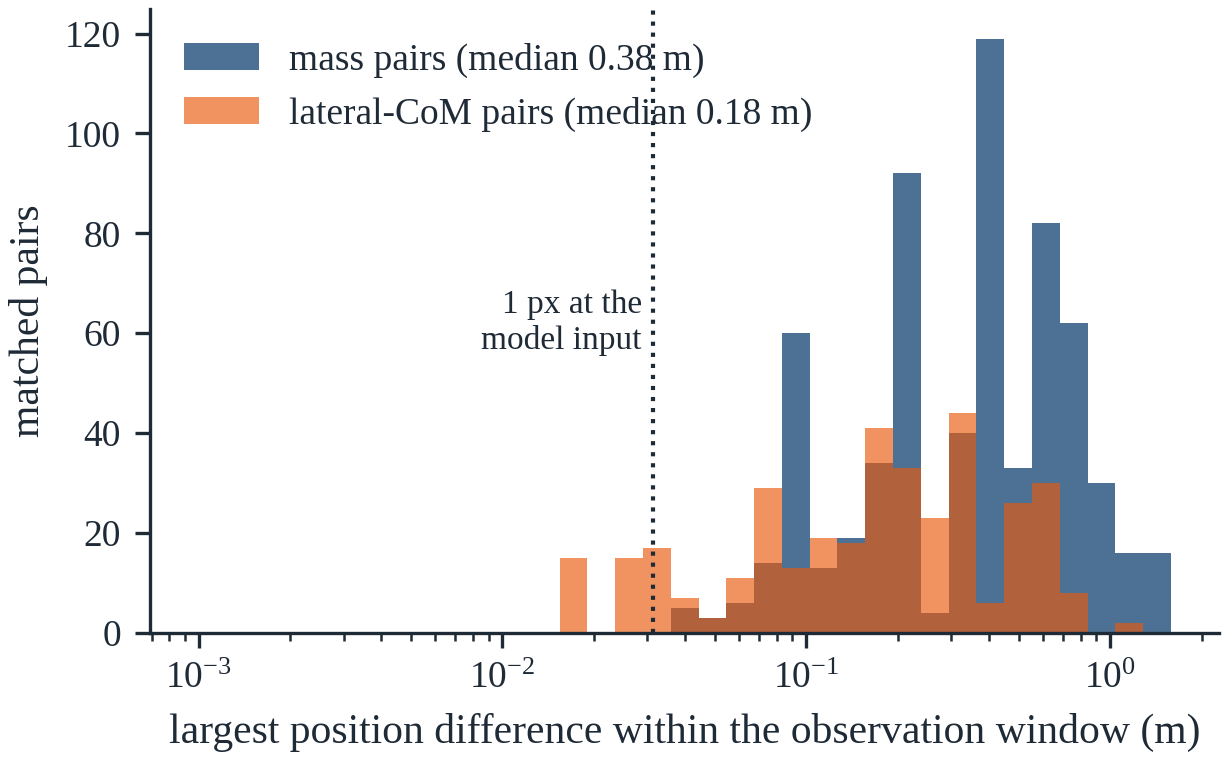 mass pairs (median 0.38 m)
lateral-CoM pairs (median 0.18 m)
1 px at the
model input
matched pairs
120
100
80
60
40
20
0
10⁻³
10⁻²
10⁻¹
10⁰
largest position difference within the observation window (m)